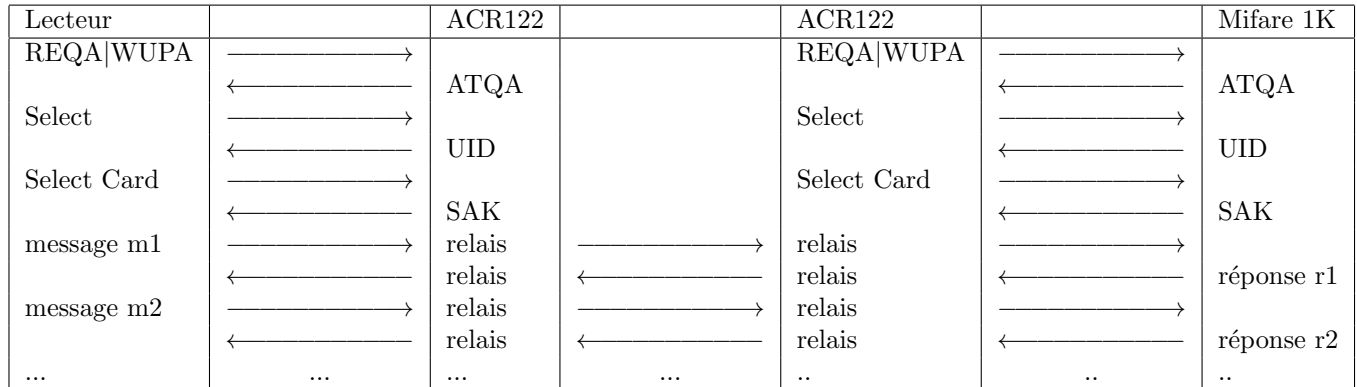 Lecteur ACR122 ACR122 Mifare 1K
REQA|WUPA REQA|WUPA
ATQA ATQA
Select Select
UID UID
Select Card Select Card
SAK SAK
message m1 relais relais
relais relais réponse r1
message m2 relais relais
relais relais réponse r2
... ... ... ... .. .. ..